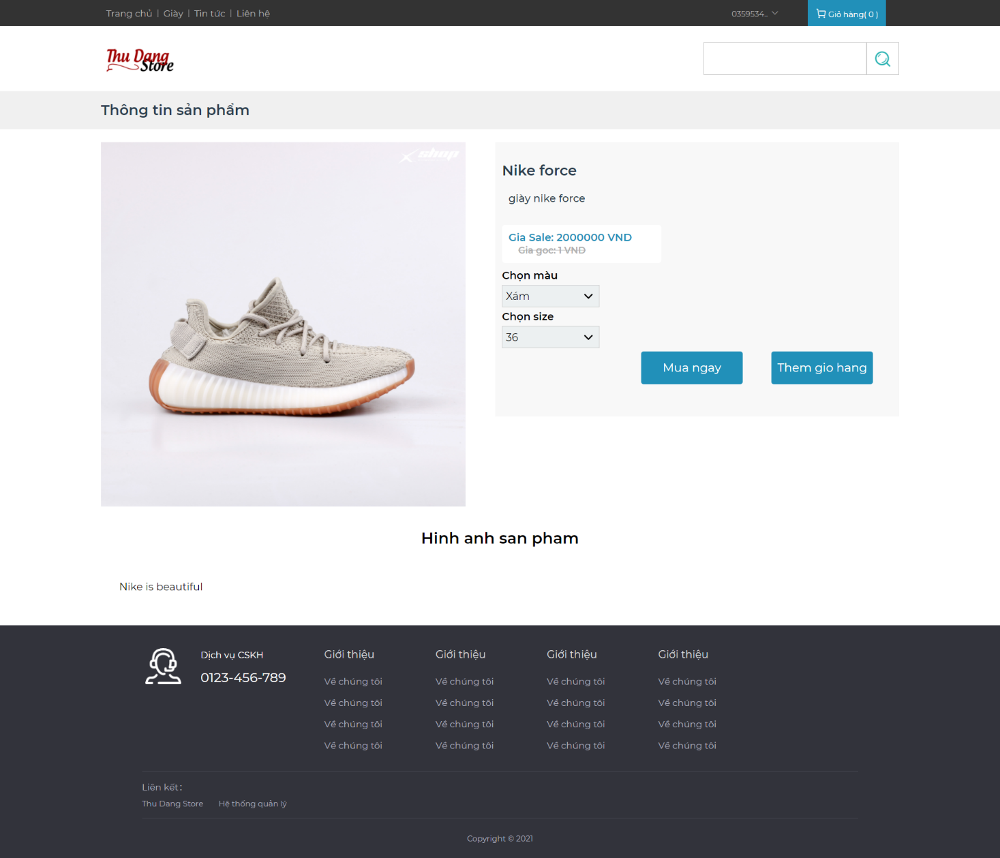 Trang chủ | Giày | Tin tức | Liên hệ
0359534..
Giỏ hàng( 0 )
Thu Dang
Store
Thông tin sản phẩm
X shup
Nike force
giày nike force
Gia Sale: 2000000 VND
Gia goc: 1 VND
Chọn màu
Xám
Chọn size
36
Mua ngay
Them gio hang
Hinh anh san pham
Nike is beautiful
Dịch vụ CSKH
0123-456-789
Giới thiệu
Về chúng tôi
Về chúng tôi
Về chúng tôi
Về chúng tôi
Giới thiệu
Về chúng tôi
Về chúng tôi
Về chúng tôi
Về chúng tôi
Giới thiệu
Về chúng tôi
Về chúng tôi
Về chúng tôi
Về chúng tôi
Giới thiệu
Về chúng tôi
Về chúng tôi
Về chúng tôi
Về chúng tôi
Liên kết:
Thu Dang Store
Hệ thống quản lý
Copyright © 2021